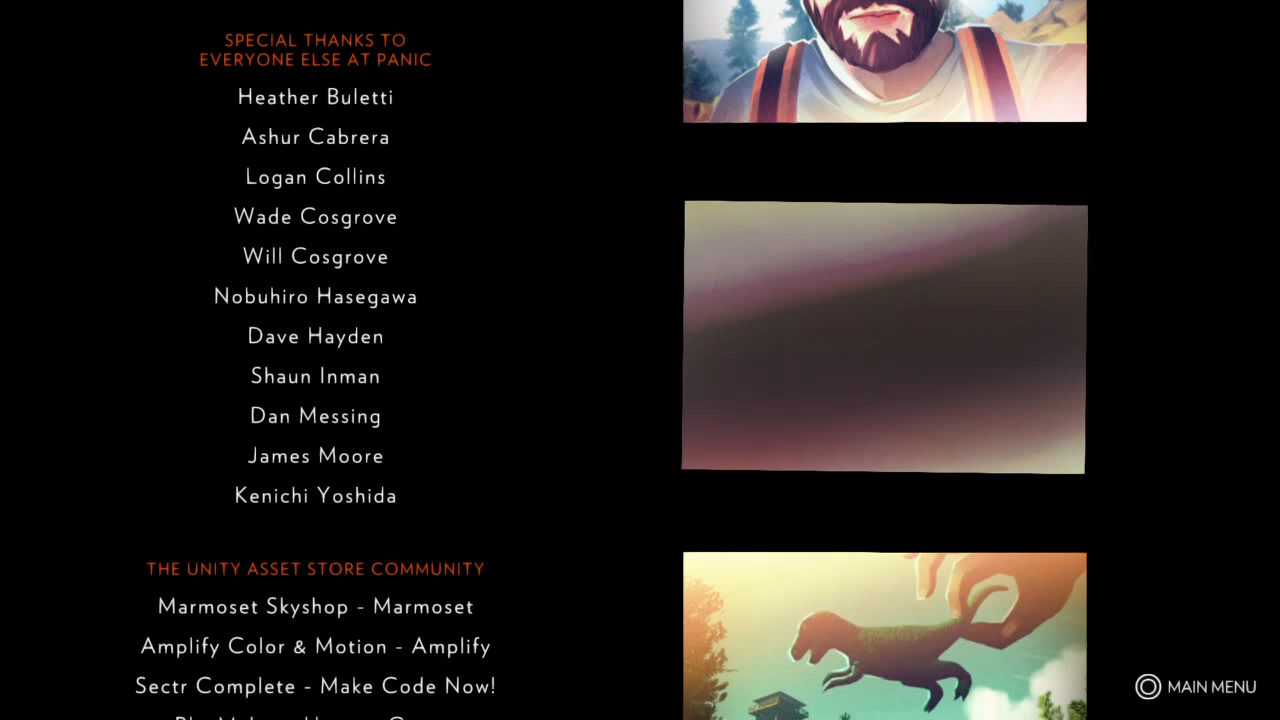 SPECIAL THANKS TO
EVERYONE ELSE AT PANIC
Heather Buletti
Ashur Cabrera
Logan Collins
Wade Cosgrove
Will Cosgrove
Nobuhiro Hasegawa
Dave Hayden
Shaun Inman
Dan Messing
James Moore
Kenichi Yoshida
THE UNITY ASSET STORE COMMUNITY
Marmoset Skyshop - Marmoset
Amplify Color & Motion - Amplify
Sectr Complete - Make Code Now!
MAIN MENU